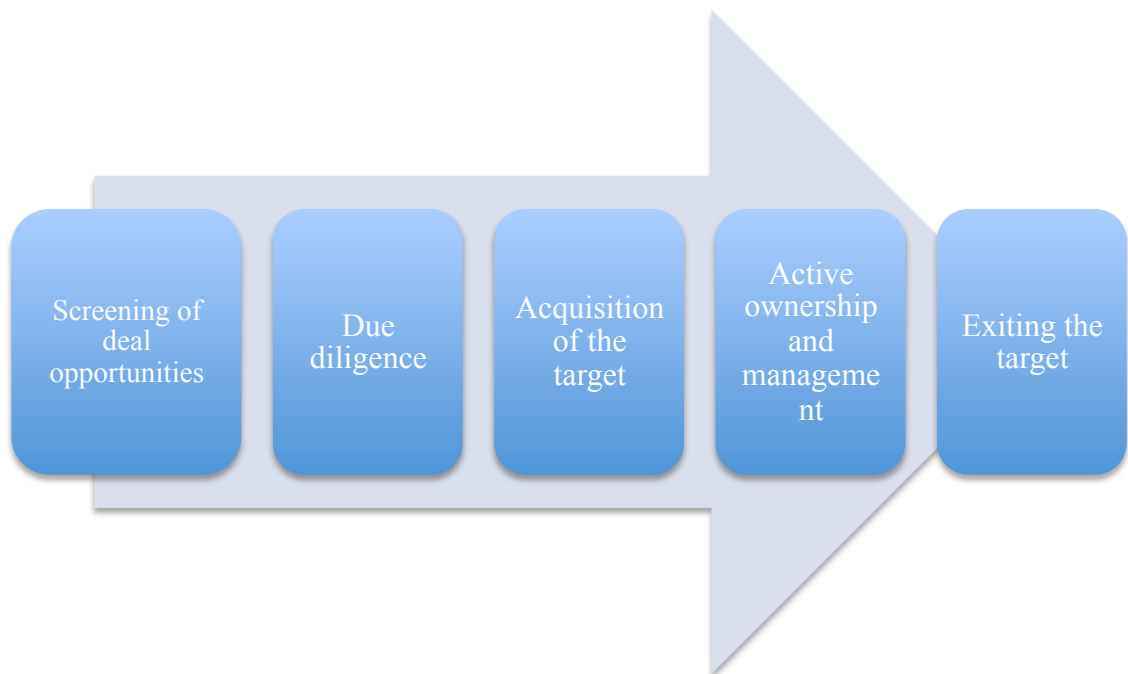 Screening of
deal
opportunities
Due
diligence
Acquisition
of the
target
Active
ownership
and
manageme
nt
Exiting the
target